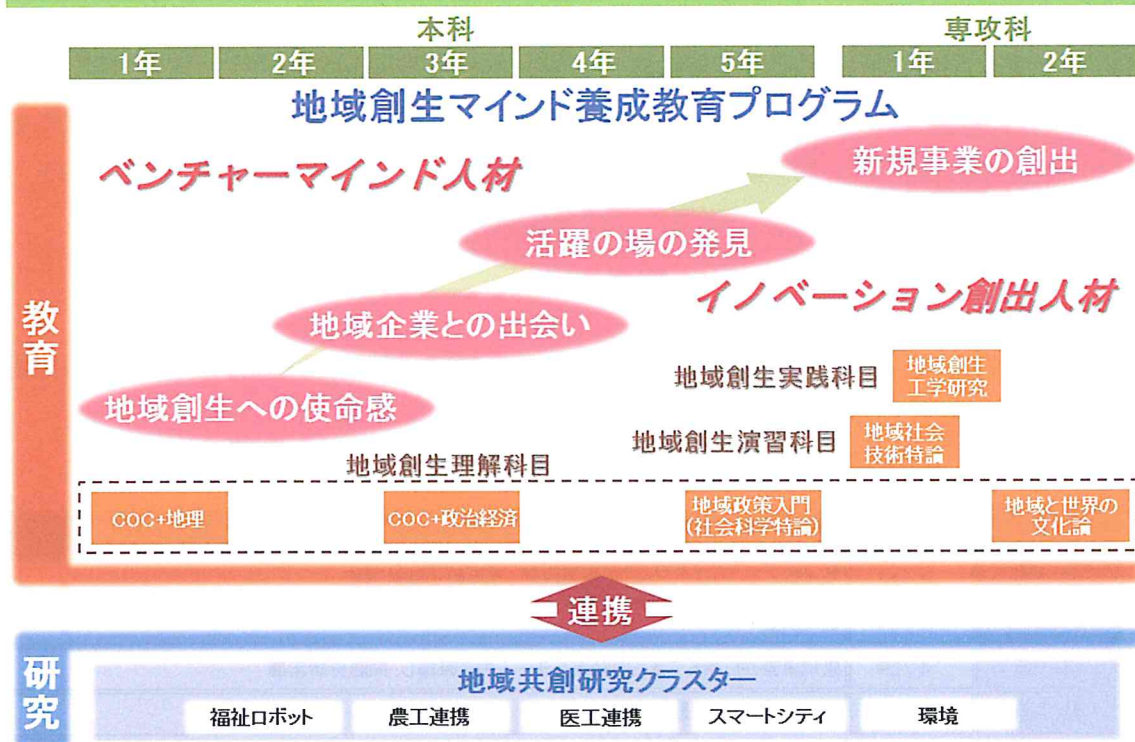 本科
専攻科
1年 2年 3年 4年 5年 1年 2年
地域創生マインド養成教育プログラム
ベンチャーマインド人材
新規事業の創出
活躍の場の発見
イノベーション創出人材
地域企業との出会い
地域創生への使命感
教育
地域創生実践科目
地域創生
工学研究
地域創生演習科目
地域社会
技術特論
地域創生理解科目
COC+地理
COC+政治経済
地域政策入門
(社会科学特論)
地域と世界の
文化論
連携
研究
地域共創研究クラスター
福祉ロボット 農工連携 医工連携 スマートシティ 環境